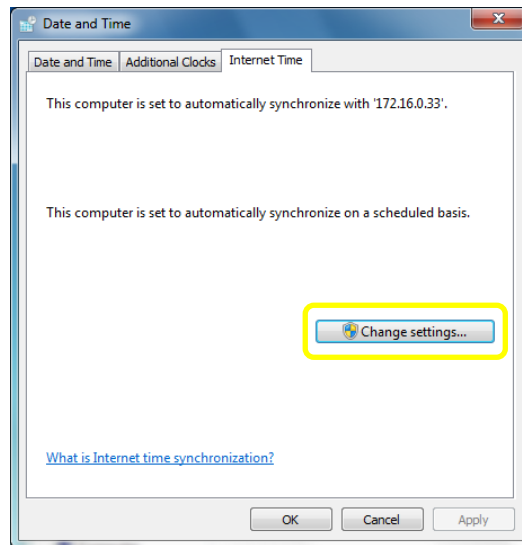 Date and Time
Date and Time Additional Clocks Internet Time
This computer is set to automatically synchronize with '172.16.0.33'.
This computer is set to automatically synchronize on a scheduled basis.
Change settings...
What is Internet time synchronization?
OK Cancel Apply